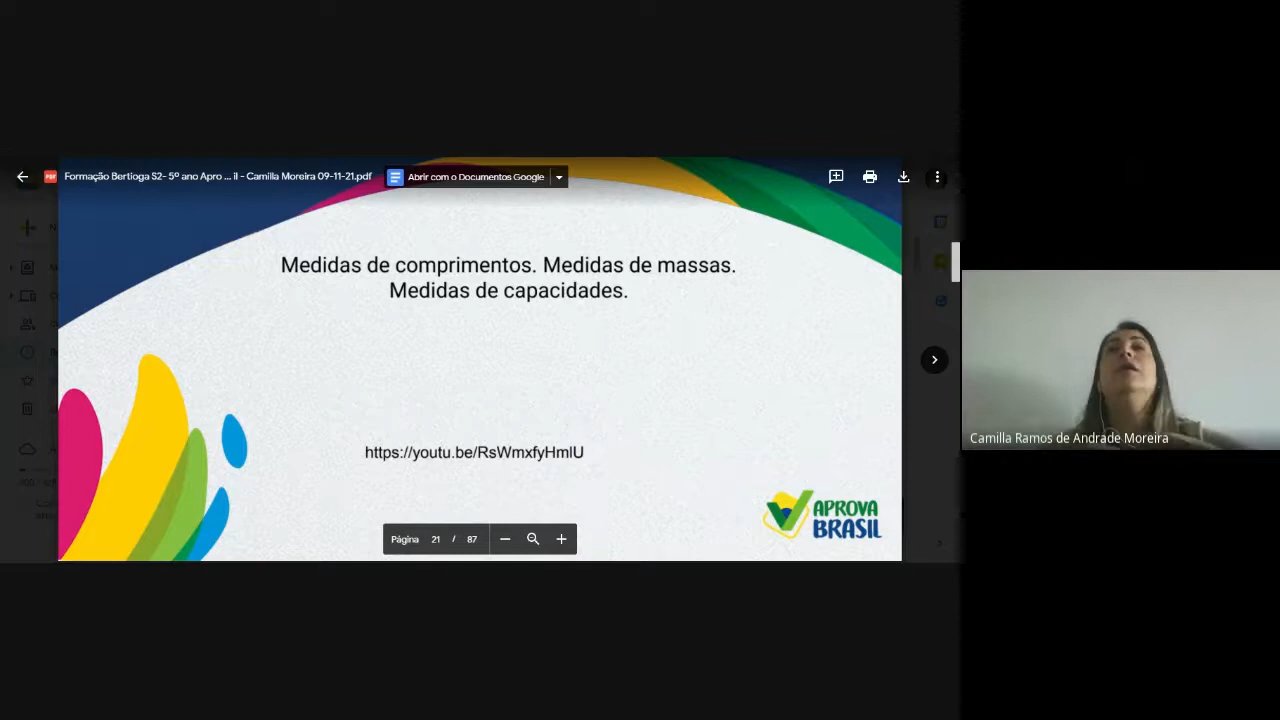 Formação Bertioga S2- 5º ano Apro ... il - Camilla Moreira 09-11-21.pdf
Abrir com o Documentos Google
Medidas de comprimentos. Medidas de massas.
Medidas de capacidades.
Camilla Ramos de Andrade Moreira
https://youtu.be/RsWmxfyHmlU
APROVA
BRASIL
Página 21 / 87